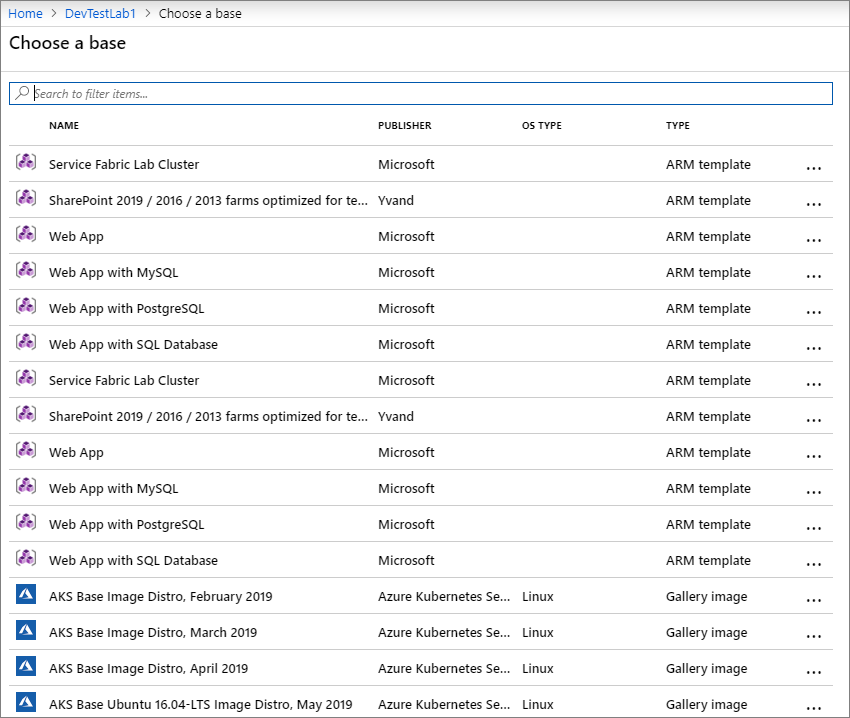 Home > DevTestLab1 > Choose a base
Choose a base
Search to filter items...
NAME PUBLISHER OS TYPE TYPE
Service Fabric Lab Cluster Microsoft ARM template ...
SharePoint 2019 / 2016 / 2013 farms optimized for te... Yvand ARM template ...
Web App Microsoft ARM template ...
Web App with MySQL Microsoft ARM template ...
Web App with PostgreSQL Microsoft ARM template ...
Web App with SQL Database Microsoft ARM template ...
Service Fabric Lab Cluster Microsoft ARM template ...
SharePoint 2019 / 2016 / 2013 farms optimized for te... Yvand ARM template ...
Web App Microsoft ARM template ...
Web App with MySQL Microsoft ARM template ...
Web App with PostgreSQL Microsoft ARM template ...
Web App with SQL Database Microsoft ARM template ...
AKS Base Image Distro, February 2019 Azure Kubernetes Se... Linux Gallery image ...
AKS Base Image Distro, March 2019 Azure Kubernetes Se... Linux Gallery image ...
AKS Base Image Distro, April 2019 Azure Kubernetes Se... Linux Gallery image ...
AKS Base Ubuntu 16.04-LTS Image Distro, May 2019 Azure Kubernetes Se... Linux Gallery image ...